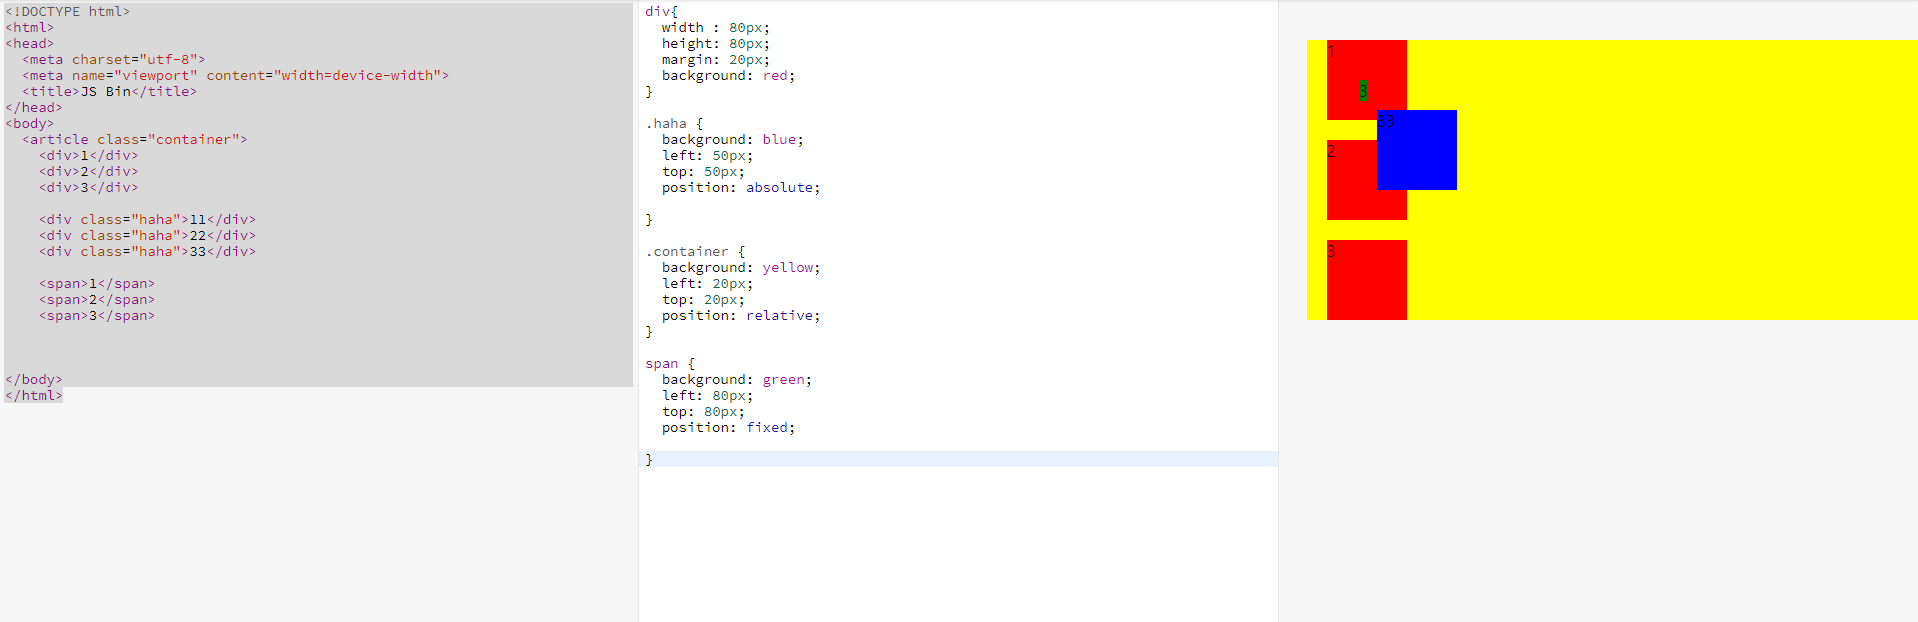 <!DOCTYPE html>
<html>
<head>
<meta charset="utf-8">
<meta name="viewport" content="width=device-width">
<title>JS Bin</title>
</head>
<body>
<article class="container">
<div>1</div>
<div>2</div>
<div>3</div>
<div class="haha">11</div>
<div class="haha">22</div>
<div class="haha">33</div>
<span>1</span>
<span>2</span>
<span>3</span>
</body>
</html>
div{
width : 80px;
height: 80px;
margin: 20px;
background: red;
}
.haha {
background: blue;
left: 50px;
top: 50px;
position: absolute;
}
.container {
background: yellow;
left: 20px;
top: 20px;
position: relative;
}
span {
background: green;
left: 80px;
top: 80px;
position: fixed;
}
1
3
33
2
3